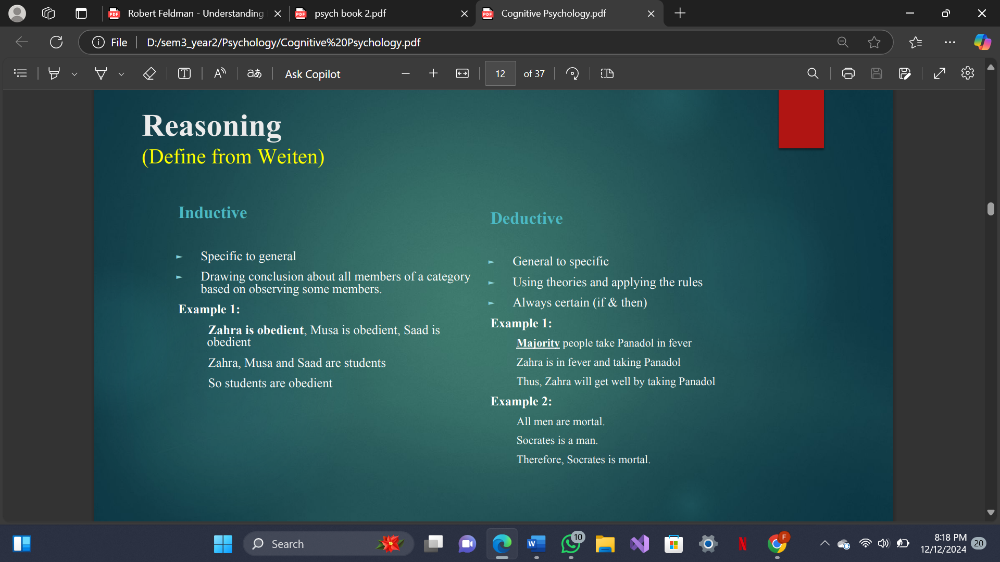 Robert Feldman - Understanding
psych book 2.pdf
Cognitive Psychology.pdf
File
D:/sem3_year2/Psychology/Cognitive%20Psychology.pdf
Ask Copilot
12
of 37
Reasoning
(Define from Weiten)
Inductive
Specific to general
Drawing conclusion about all members of a category
based on observing some members.
Example 1:
Zahra is obedient, Musa is obedient, Saad is
obedient
Zahra, Musa and Saad are students
So students are obedient
Deductive
General to specific
Using theories and applying the rules
Always certain (if & then)
Example 1:
Majority people take Panadol in fever
Zahra is in fever and taking Panadol
Thus, Zahra will get well by taking Panadol
Example 2:
All men are mortal.
Socrates is a man.
Therefore, Socrates is mortal.
Search
10
F
8:18 PM
12/12/2024
20